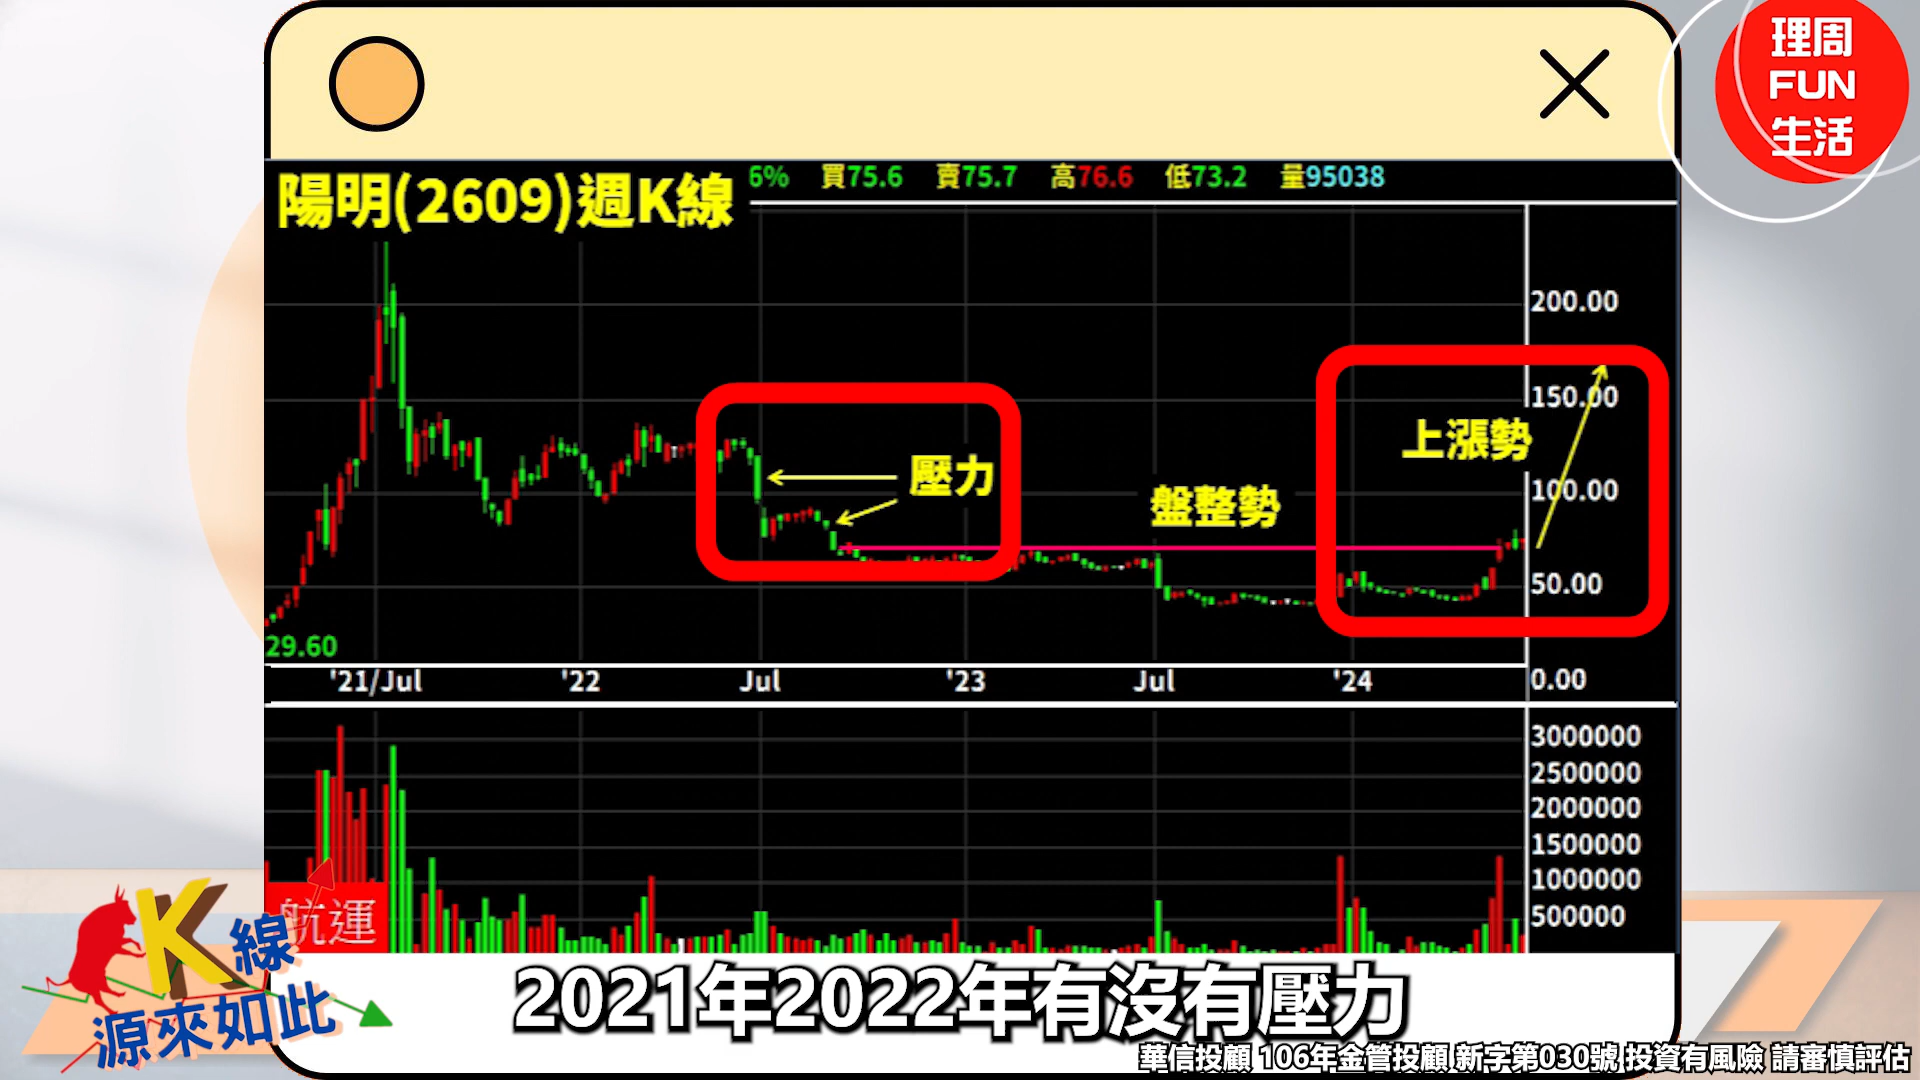 理周
FUN
生活
陽明(2609)週K線
6% 買75.6 賣75.7 高76.6 低73.2 量95038
200.00
150.00
上漲勢
壓力
100.00
盤整勢
50.00
29.60
'21/Jul '22 Jul '23 Jul '24 0.00
3000000
2500000
2000000
1500000
1000000
500000
航運
K線
源來如此
2021年2022年有沒有壓力
華信投顧 106年金管投顧 新字第030號 投資有風險 請審慎評估